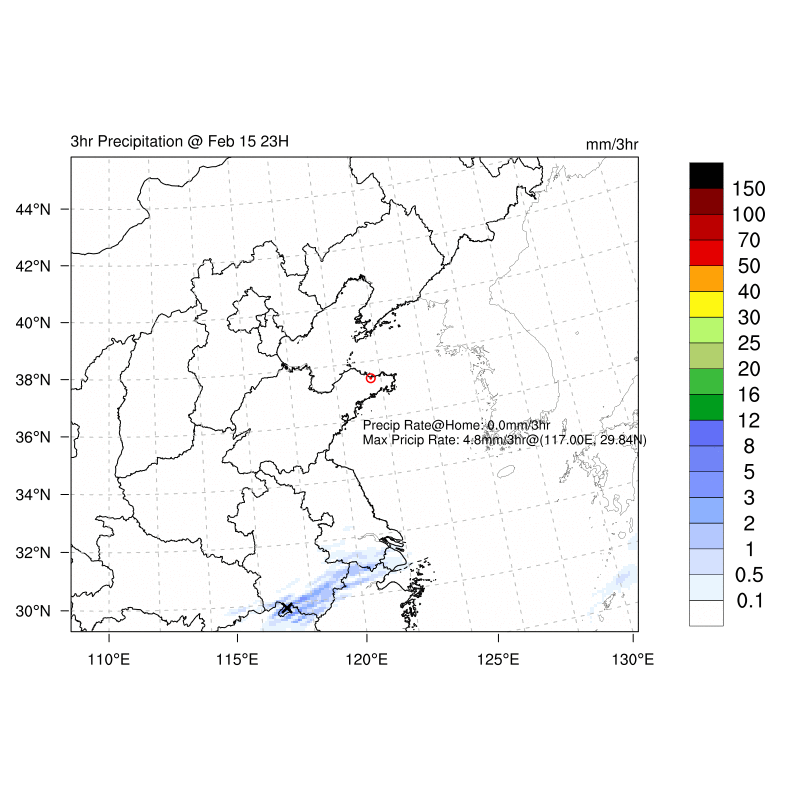 3hr Precipitation @ Feb 15 23H
mm/3hr
44°N
42°N
40°N
38°N
36°N
34°N
32°N
30°N
110°E
115°E
120°E
125°E
130°E
Precip Rate@Home: 0.0mm/3hr
Max Pricip Rate: 4.8mm/3hr@(117.00E, 29.84N)
150
100
70
50
40
30
25
20
16
12
8
5
3
2
1
0.5
0.1